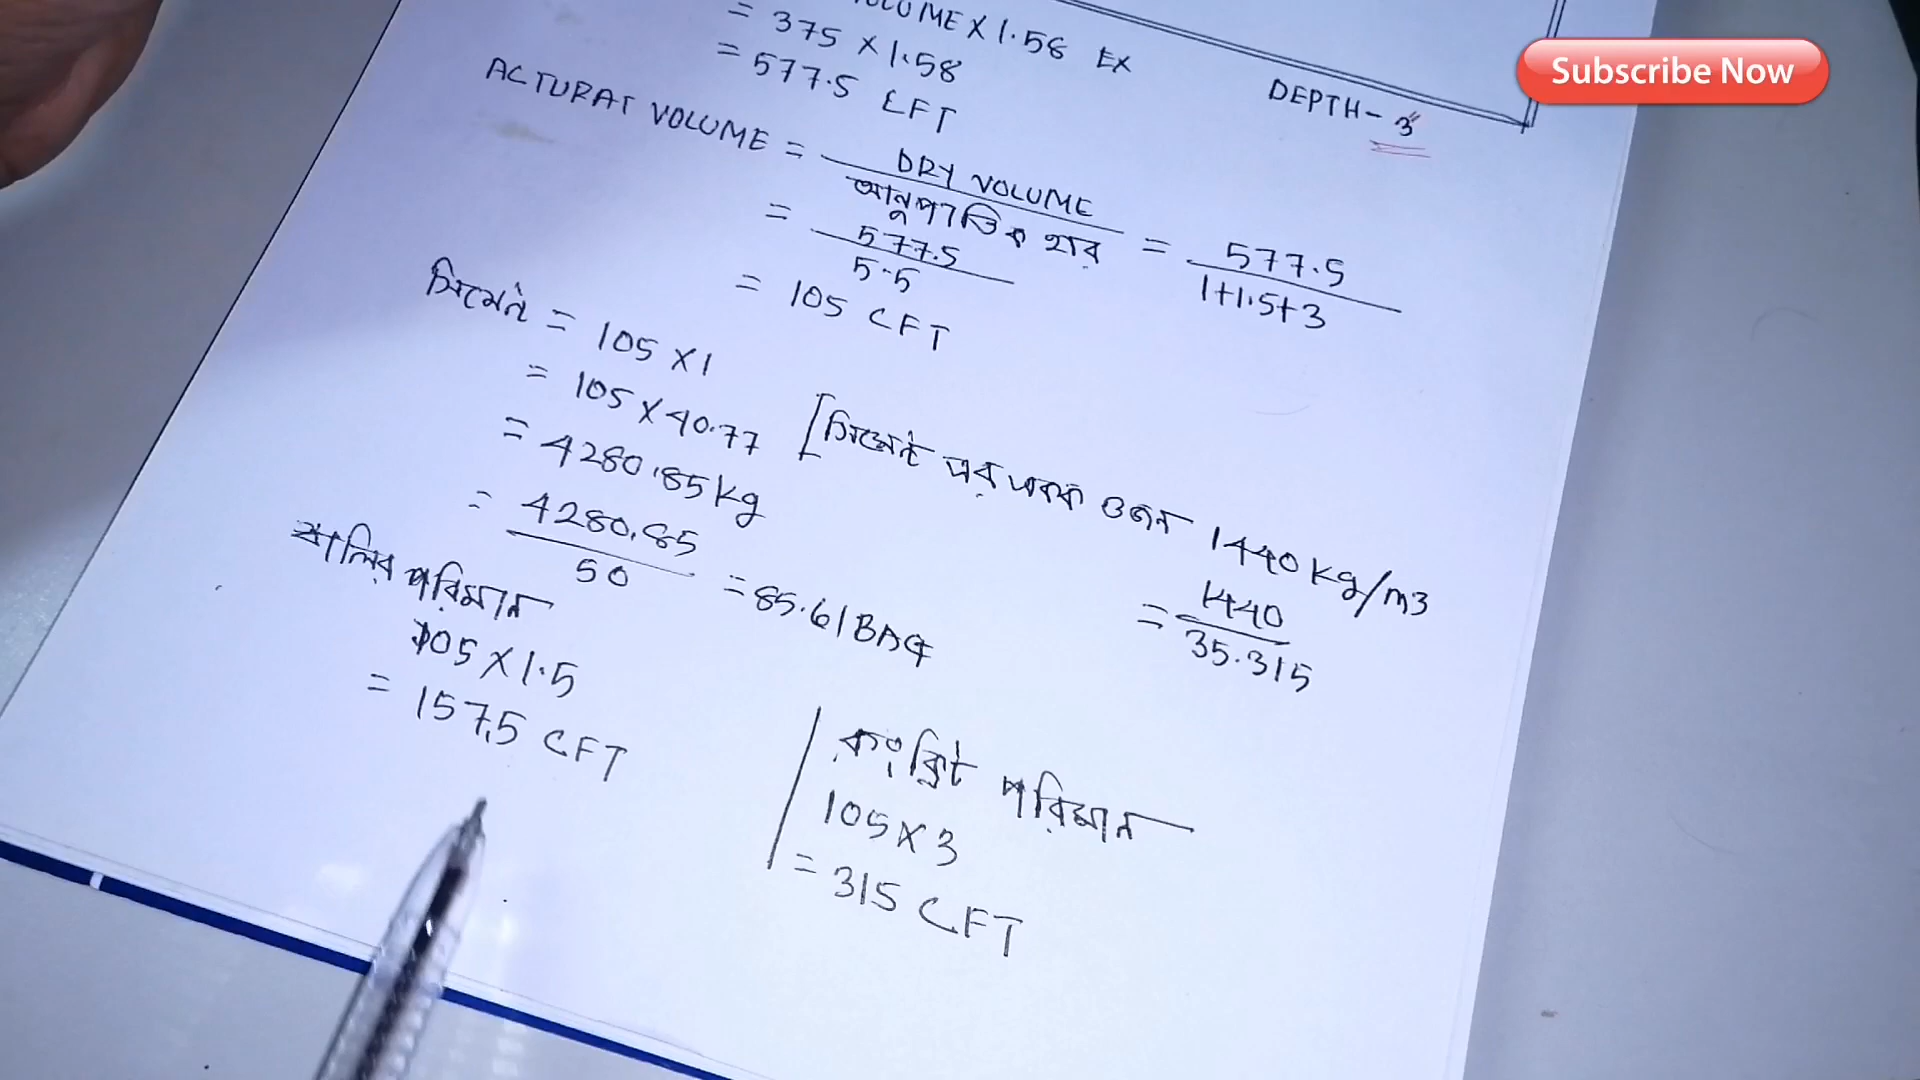 VOLUME X 1.58 EX
= 375 X 1.58
= 577.5 CFT
DEPTH - 3"
Subscribe Now
ACTURAT VOLUME = DRY VOLUME / আনুপাতিক হার = 577.5 / 1+1.5+3
= 577.5 / 5.5
= 105 CFT
সিমেন্ট = 105 X 1
= 105 X 40.77 [সিমেন্ট এর একক ওজন 1440 kg/m3
= 4280.85 kg
= 1440 / 35.315
= 4280.85 / 50 = 85.61 BAG
বালির পরিমান
105 X 1.5
= 157.5 CFT
কংক্রিট পরিমান
105 X 3
= 315 CFT